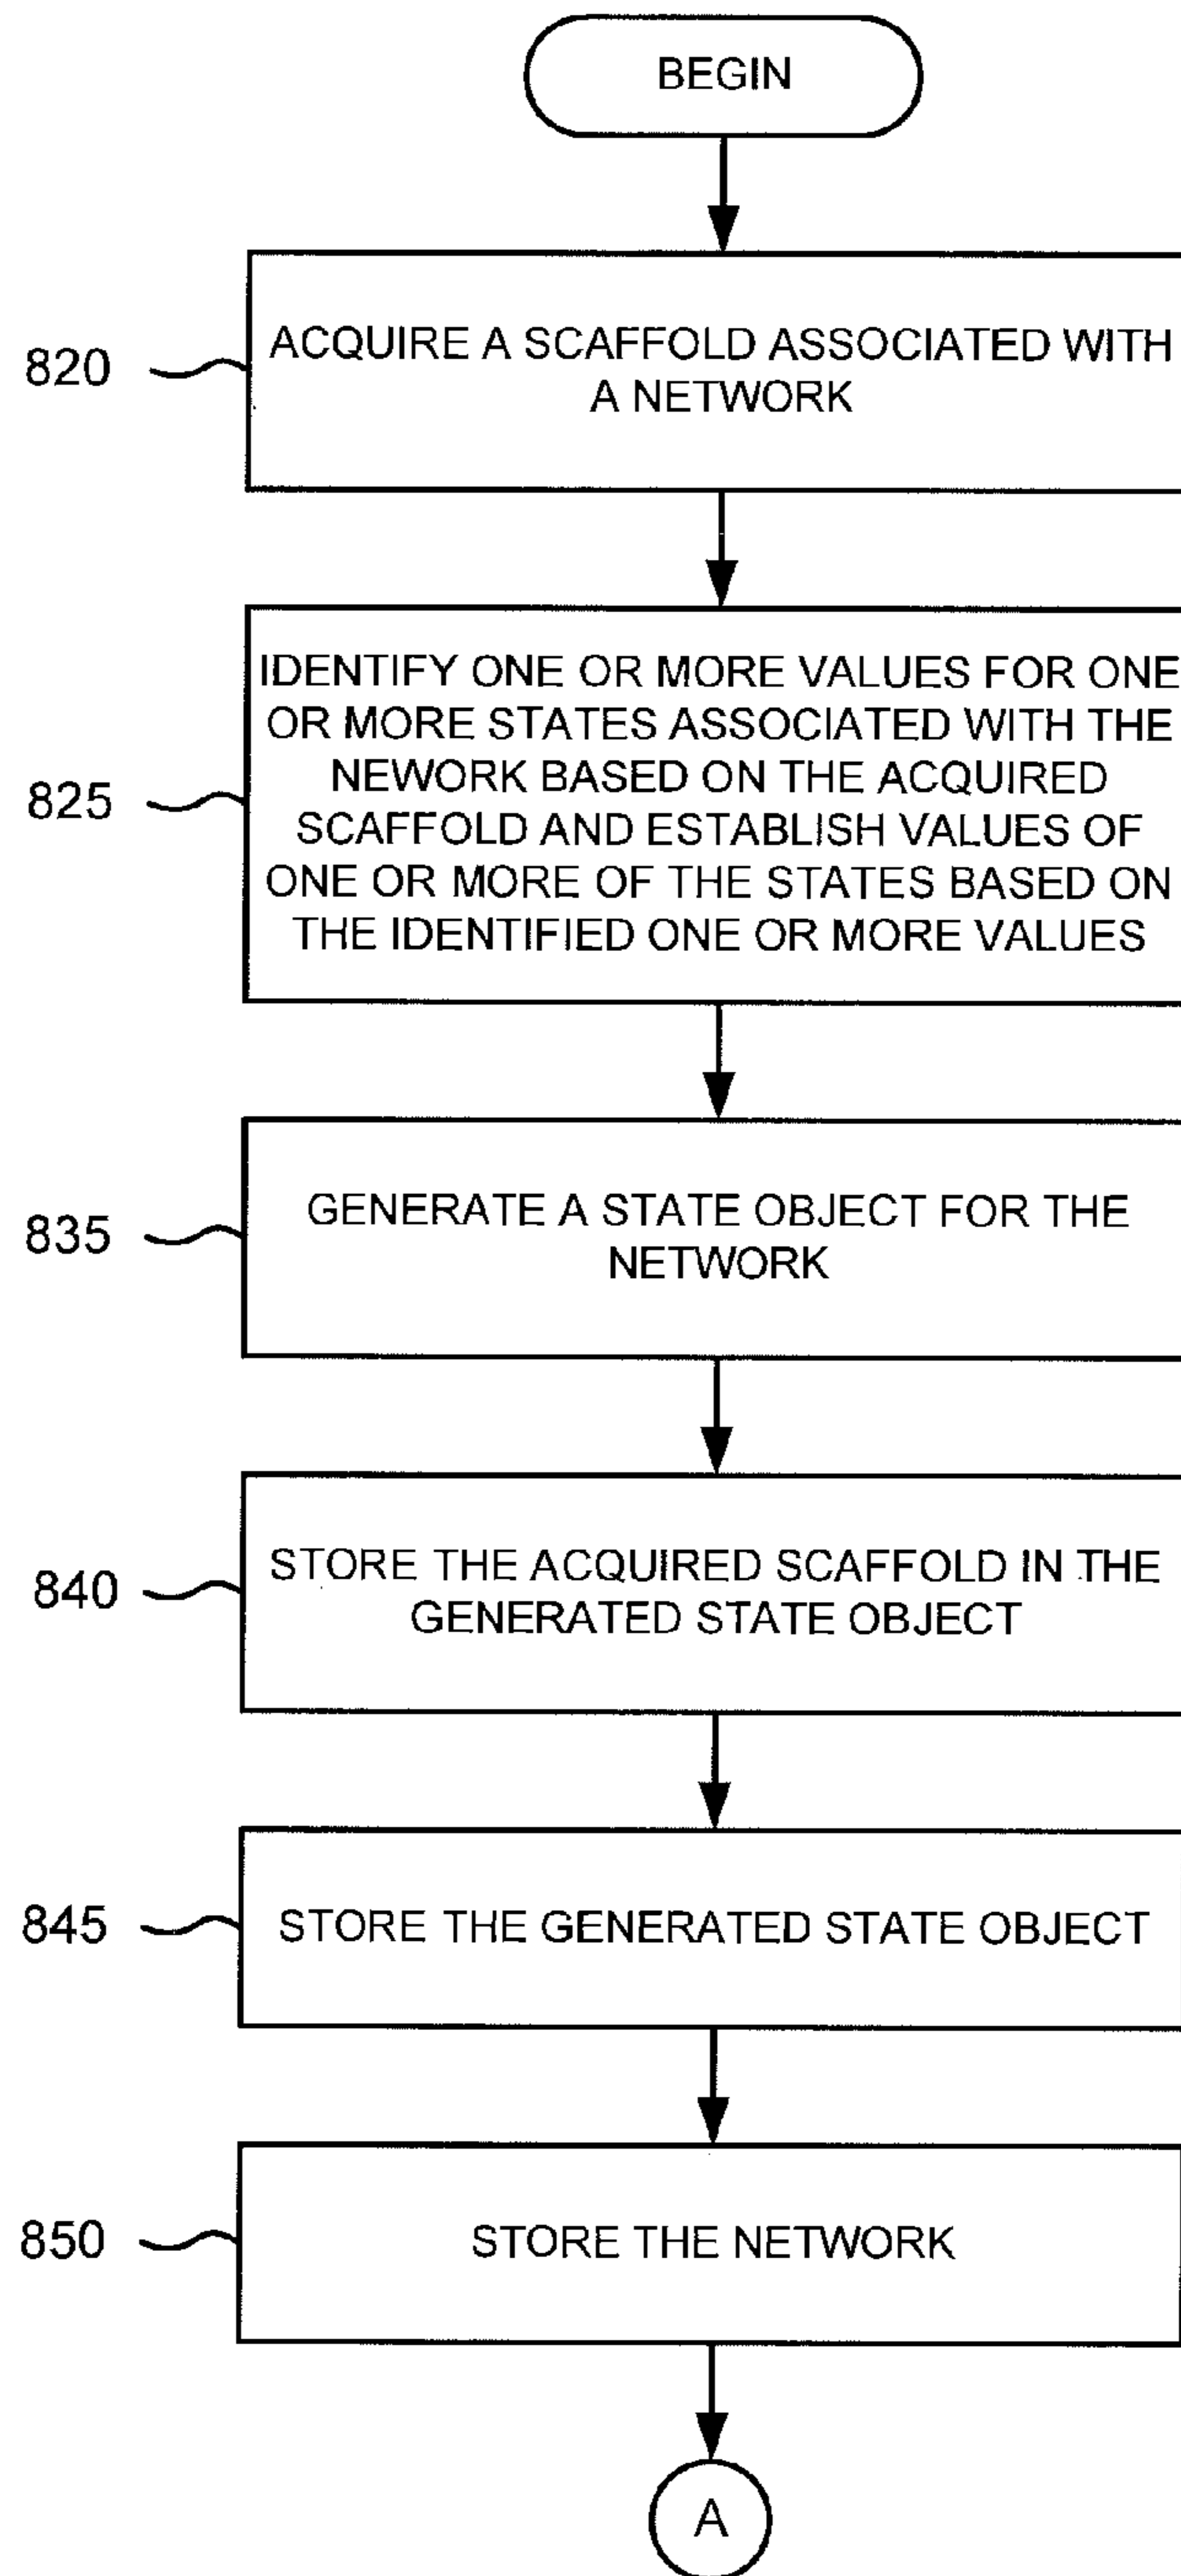 BEGIN
820
ACQUIRE A SCAFFOLD ASSOCIATED WITH
A NETWORK
825
IDENTIFY ONE OR MORE VALUES FOR ONE
OR MORE STATES ASSOCIATED WITH THE
NEWORK BASED ON THE ACQUIRED
SCAFFOLD AND ESTABLISH VALUES OF
ONE OR MORE OF THE STATES BASED ON
THE IDENTIFIED ONE OR MORE VALUES
835
GENERATE A STATE OBJECT FOR THE
NETWORK
840
STORE THE ACQUIRED SCAFFOLD IN THE
GENERATED STATE OBJECT
845
STORE THE GENERATED STATE OBJECT
850
STORE THE NETWORK
A